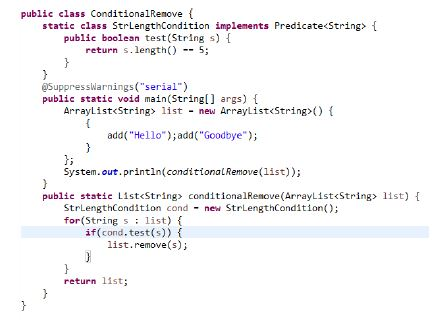 public class ConditionalRemove {
    static class StrLengthCondition implements Predicate<String> {
        public boolean test(String s) {
            return s.length() == 5;
        }
    }
    @SuppressWarnings("serial")
    public static void main(String[] args) {
        ArrayList<String> list = new ArrayList<String>() {
            {
                add("Hello");add("Goodbye");
            }
        };
        System.out.println(conditionalRemove(list));
    }
    public static List<String> conditionalRemove(ArrayList<String> list) {
        StrLengthCondition cond = new StrLengthCondition();
        for(String s : list) {
            if(cond.test(s)) {
                list.remove(s);
            }
        }
        return list;
    }
}